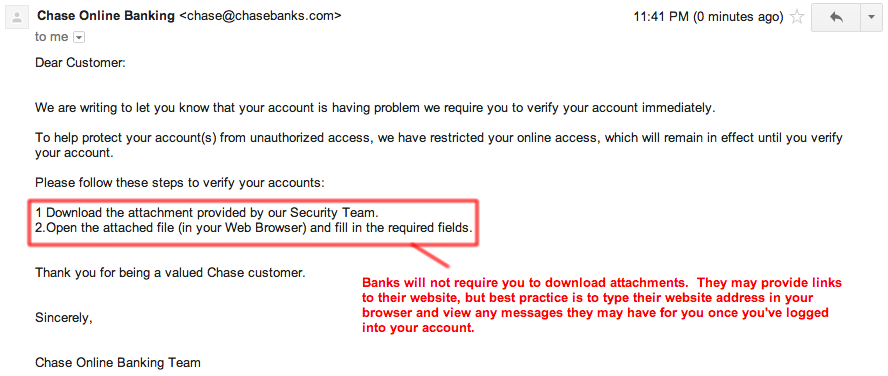 Chase Online Banking <chase@chasebanks.com> 11:41 PM (0 minutes ago)
to me
Dear Customer:
We are writing to let you know that your account is having problem we require you to verify your account immediately.
To help protect your account(s) from unauthorized access, we have restricted your online access, which will remain in effect until you verify
your account.
Please follow these steps to verify your accounts:
1 Download the attachment provided by our Security Team.
2.Open the attached file (in your Web Browser) and fill in the required fields.
Thank you for being a valued Chase customer.
Banks will not require you to download attachments.  They may provide links
to their website, but best practice is to type their website address in your
browser and view any messages they may have for you once you've logged
into your account.
Sincerely,
Chase Online Banking Team